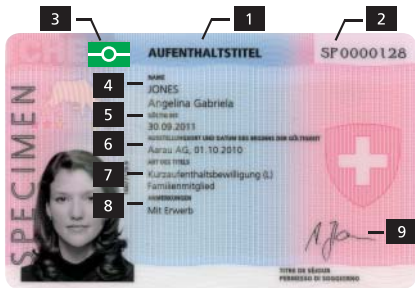 3
1
2
AUFENTHALTSTITEL
SP0000128
4
NAME
JONES
Angelina Gabriela
5
GÜLTIG BIS
30.09.2011
AUSSTELLUNGSORT UND DATUM DES BEGINNS DER GÜLTIGKEIT
6
Aarau AG, 01.10.2010
ART DES TITELS
7
Kurzaufenthaltsbewilligung (L)
Familienmitglied
8
ANMERKUNGEN
Mit Erwerb
SPECIMEN
9
TITRE DE SÉJOUR
PERMESSO DI SOGGIORNO